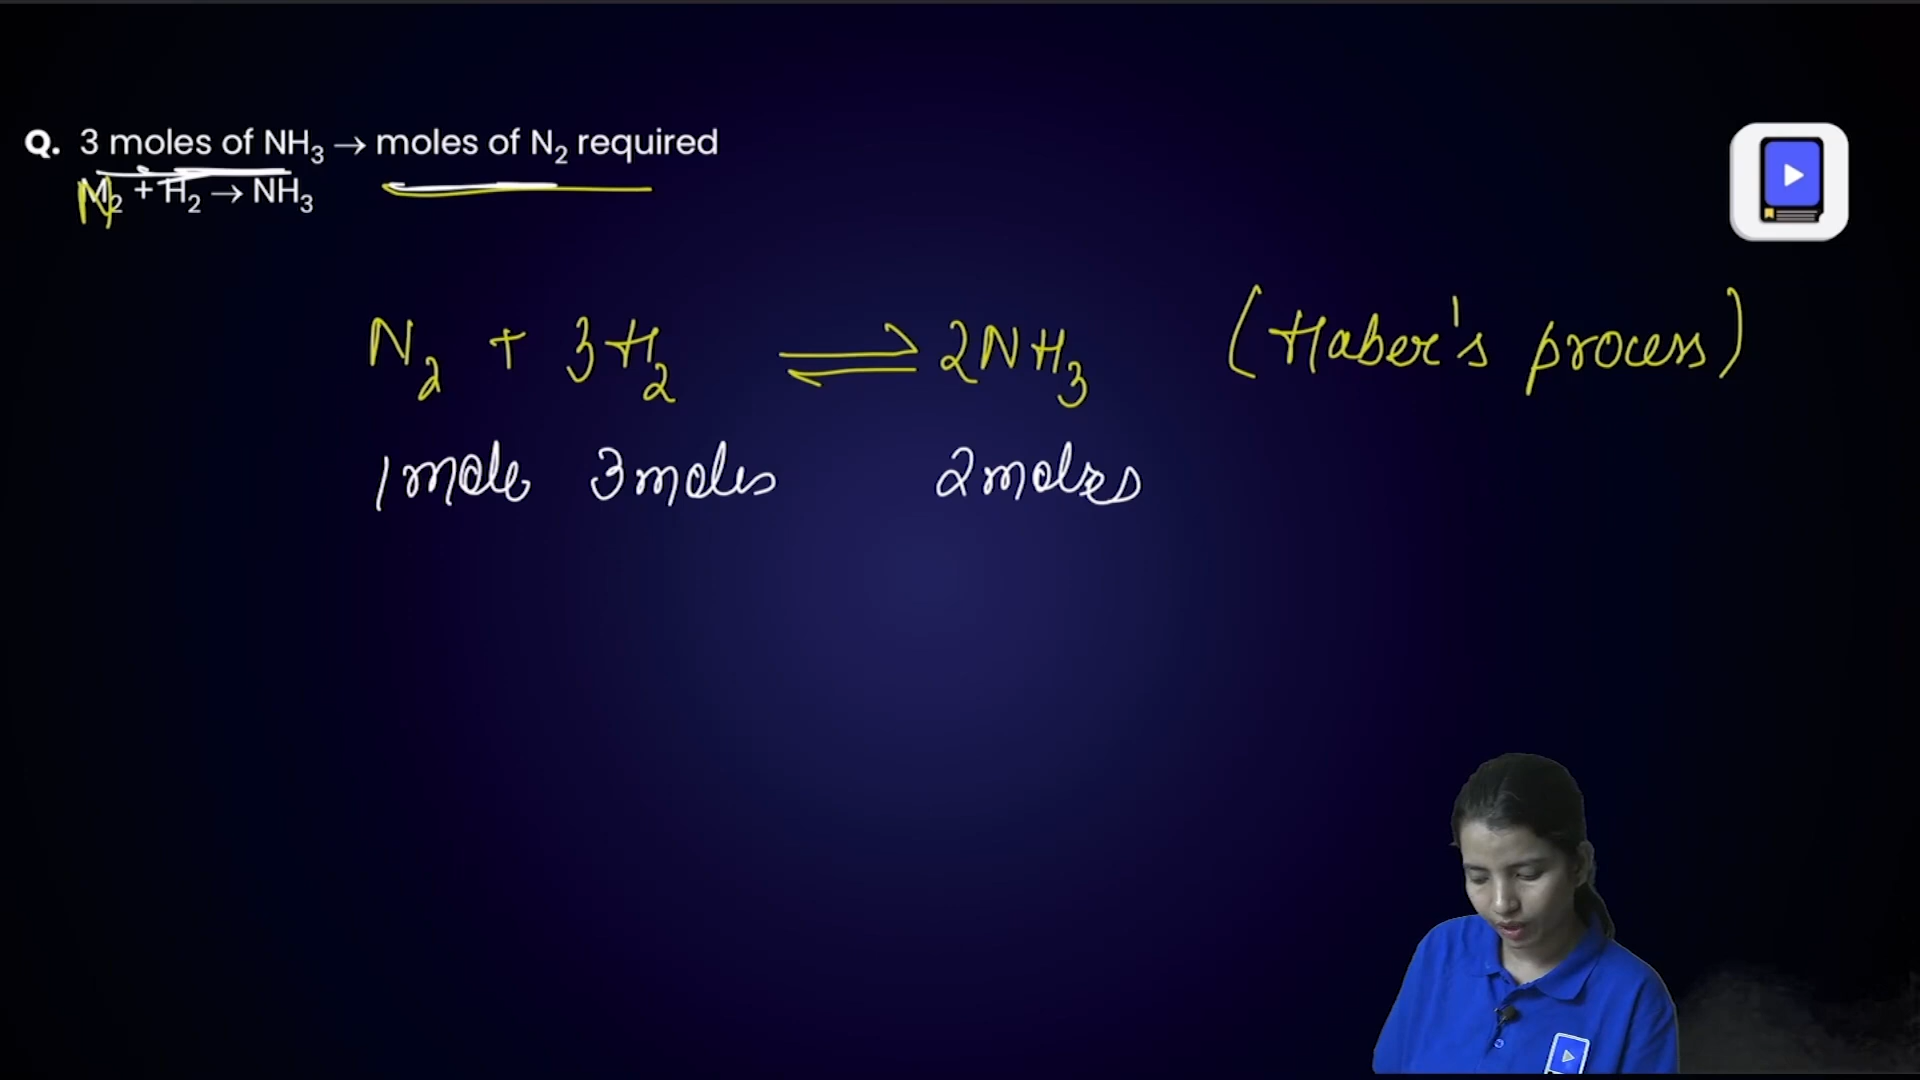 Q. 3 moles of NH₃ → moles of N₂ required
M₂ + H₂ → NH₃
N
N₂ + 3H₂ ⇌ 2NH₃ (Haber's process)
1 mole 3 moles 2 moles